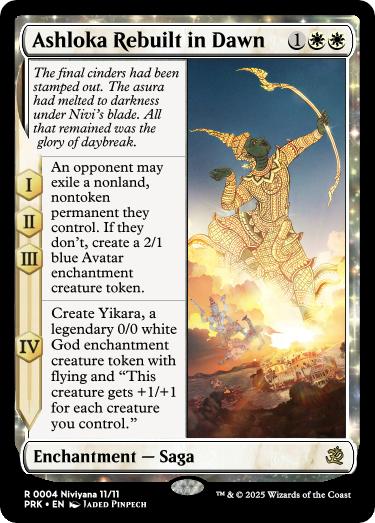 Ashloka Rebuilt in Dawn 1
The final cinders had been
stamped out. The asura
had melted to darkness
under Nivi's blade. All
that remained was the
glory of daybreak.
I
II
III
An opponent may
exile a nonland,
nontoken
permanent they
control. If they
don't, create a 2/1
blue Avatar
enchantment
creature token.
IV
Create Yikara, a
legendary 0/0 white
God enchantment
creature token with
flying and “This
creature gets +1/+1
for each creature
you control.”
Enchantment — Saga
R 0004 Niviyana 11/11
PRK • EN Jaded Pinpech
™ & © 2025 Wizards of the Coast